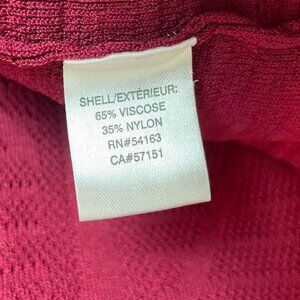 SHELL/EXTÉRIEUR:
65% VISCOSE
35% NYLON
RN#54163
CA#57151